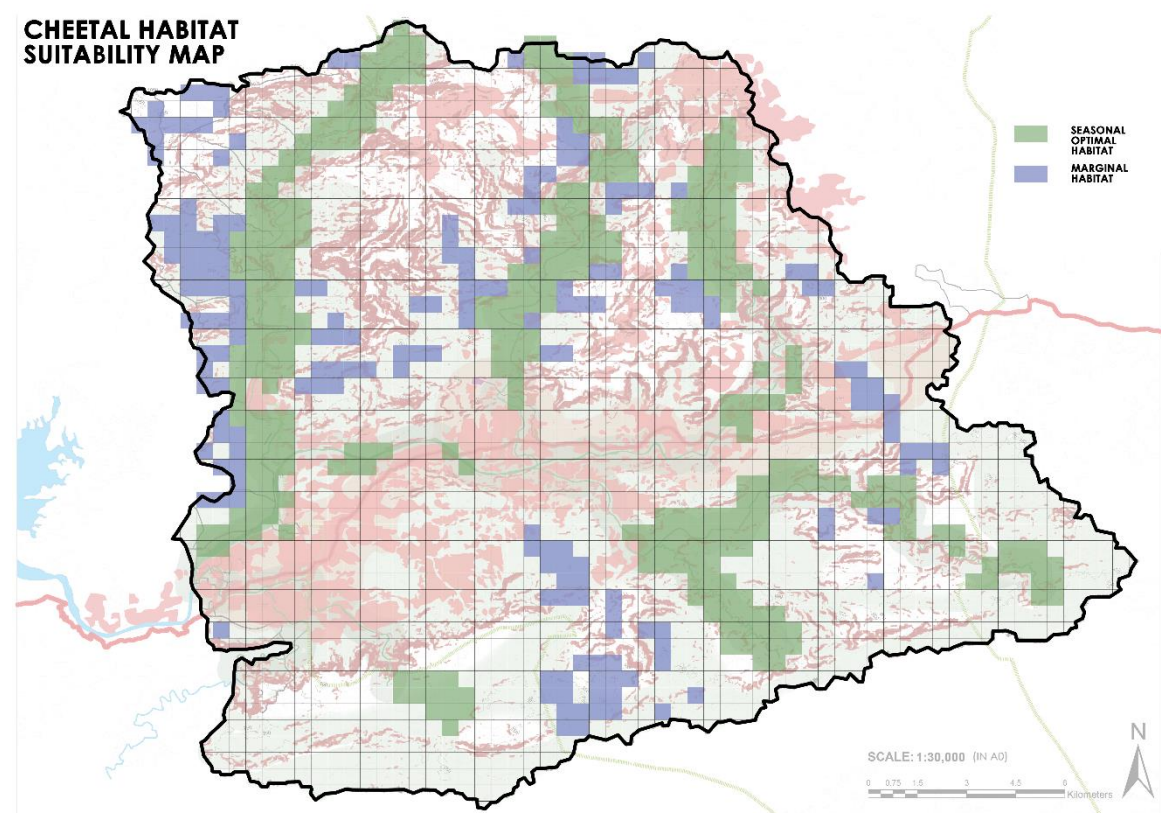 CHEETAL HABITAT
SUITABILITY MAP
SEASONAL
OPTIMAL
HABITAT
MARGINAL
HABITAT
N
SCALE: 1:30,000 (IN A0)
0 0.75 1.5 3 4.5 6
Kilometers